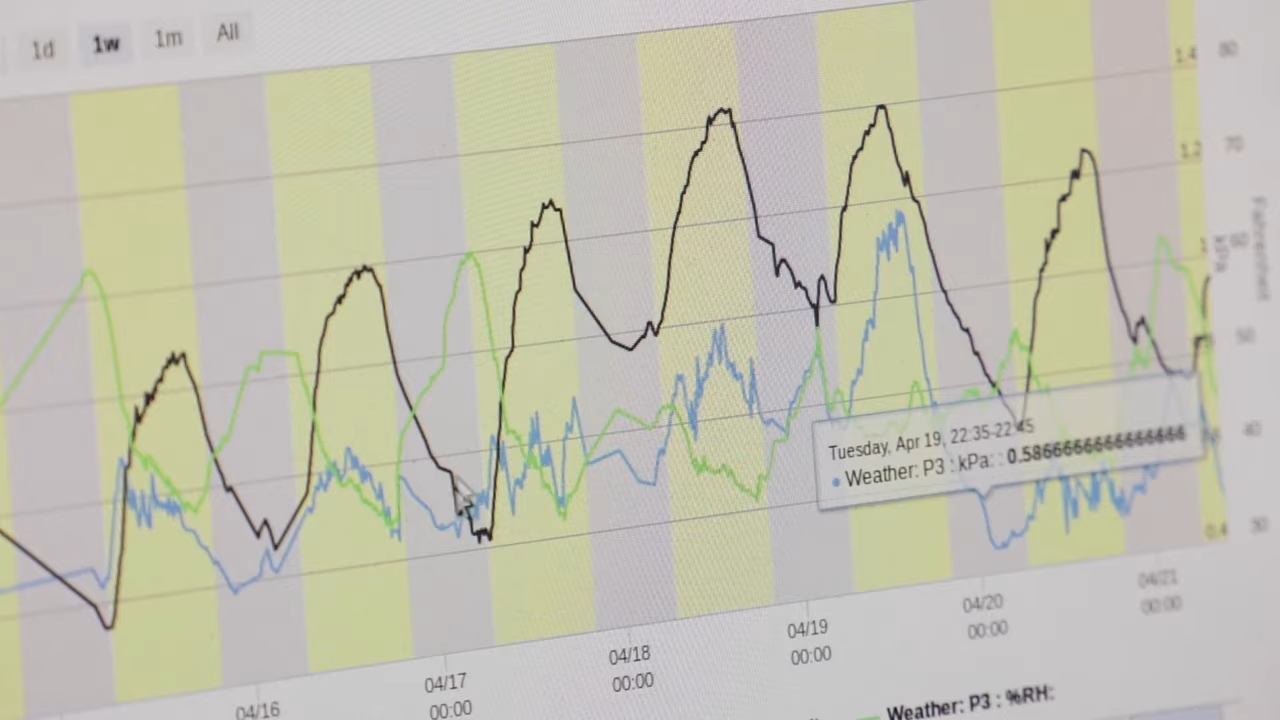 1d 1w 1m All
1.4 80
1.2 70
1 60
kPa
Fahrenheit
50
40
0.4 30
Tuesday, Apr 19, 22:35-22:45
Weather: P3 : kPa: : 0.5866666666666666
04/16
04/17
00:00
04/18
00:00
04/19
00:00
04/20
00:00
04/21
00:00
Weather: P3 : %RH: